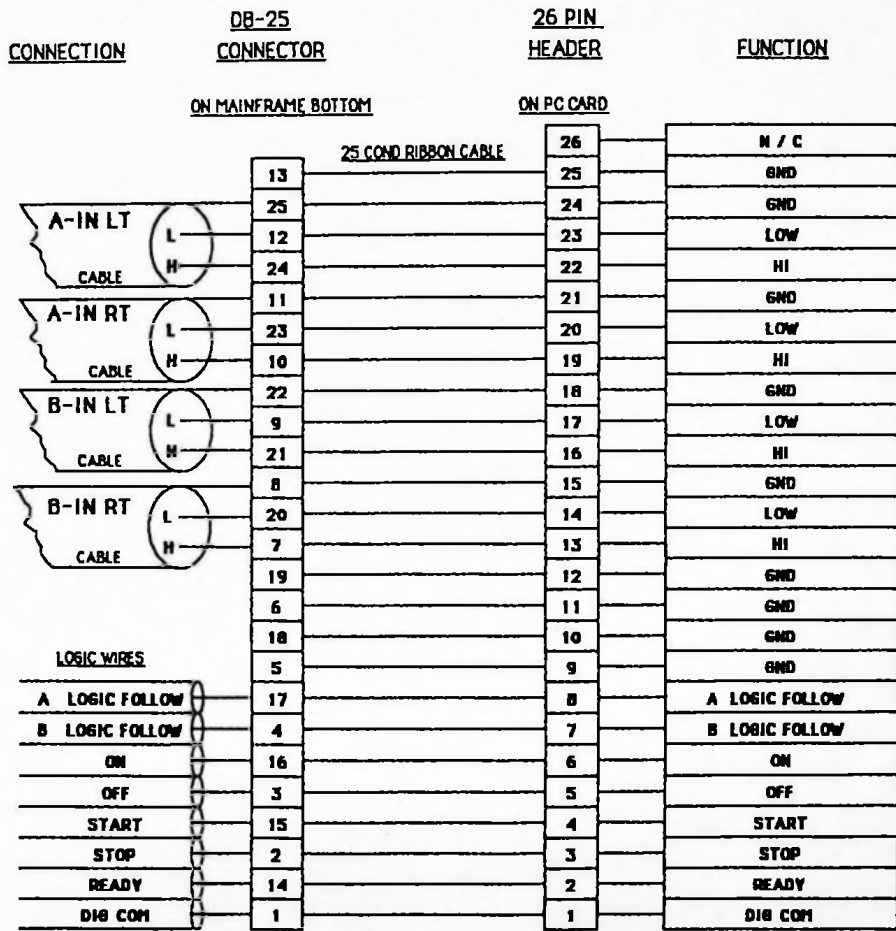 DB-25 26 PIN
CONNECTION CONNECTOR HEADER FUNCTION
ON MAINFRAME BOTTOM ON PC CARD
25 COND RIBBON CABLE 26 N / C
13 25 GND
25 24 GND
A-IN LT L 12 23 LOW
CABLE H 24 22 HI
11 21 GND
A-IN RT L 23 20 LOW
CABLE H 10 19 HI
22 18 GND
B-IN LT L 9 17 LOW
CABLE H 21 16 HI
8 15 GND
B-IN RT L 20 14 LOW
CABLE H 7 13 HI
19 12 GND
6 11 GND
18 10 GND
LOGIC WIRES 5 9 GND
A LOGIC FOLLOW 17 8 A LOGIC FOLLOW
B LOGIC FOLLOW 4 7 B LOGIC FOLLOW
ON 16 6 ON
OFF 3 5 OFF
START 15 4 START
STOP 2 3 STOP
READY 14 2 READY
DIG COM 1 1 DIG COM